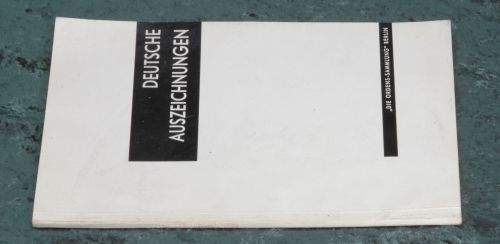 DEUTSCHE
AUSZEICHNUNGEN
„DIE ORDENS-SAMMLUNG" BERLIN